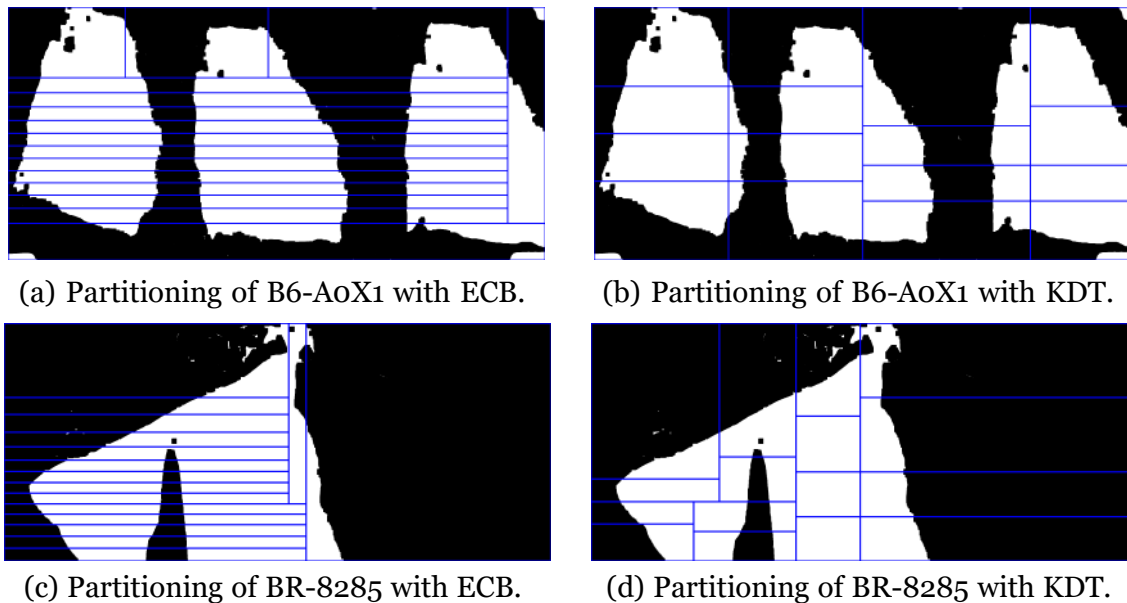 (a) Partitioning of B6-A0X1 with ECB.
(b) Partitioning of B6-A0X1 with KDT.
(c) Partitioning of BR-8285 with ECB.
(d) Partitioning of BR-8285 with KDT.